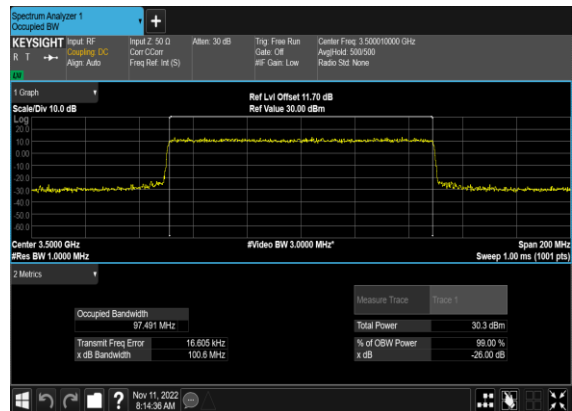 Spectrum Analyzer 1
Occupied BW
+
KEYSIGHT Input: RF Input Z: 50 Ω Atten: 30 dB Trig: Free Run Center Freq: 3.500010000 GHz
R T Coupling: DC Corr CCorr Gate: Off Avg|Hold: 500/500
Align: Auto Freq Ref: Int (S) #IF Gain: Low Radio Std: None
1 Graph Ref Lvl Offset 11.70 dB
Scale/Div 10.0 dB Ref Value 30.00 dBm
Log
20.0
10.0
0.00
-10.0
-20.0
-30.0
-40.0
-50.0
-60.0
Center 3.5000 GHz #Video BW 3.0000 MHz* Span 200 MHz
#Res BW 1.0000 MHz Sweep 1.00 ms (1001 pts)
2 Metrics
Measure Trace Trace 1
Occupied Bandwidth
97.491 MHz Total Power 30.3 dBm
Transmit Freq Error 16.605 kHz % of OBW Power 99.00 %
x dB Bandwidth 100.6 MHz x dB -26.00 dB
? Nov 11, 2022
8:14:36 AM